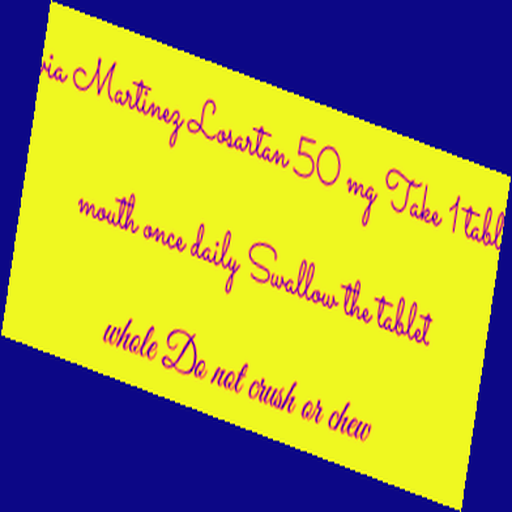 Martinez Losartan 50 mg Take 1
mouth once daily Swallow the tablet
whole Do not crush or chew